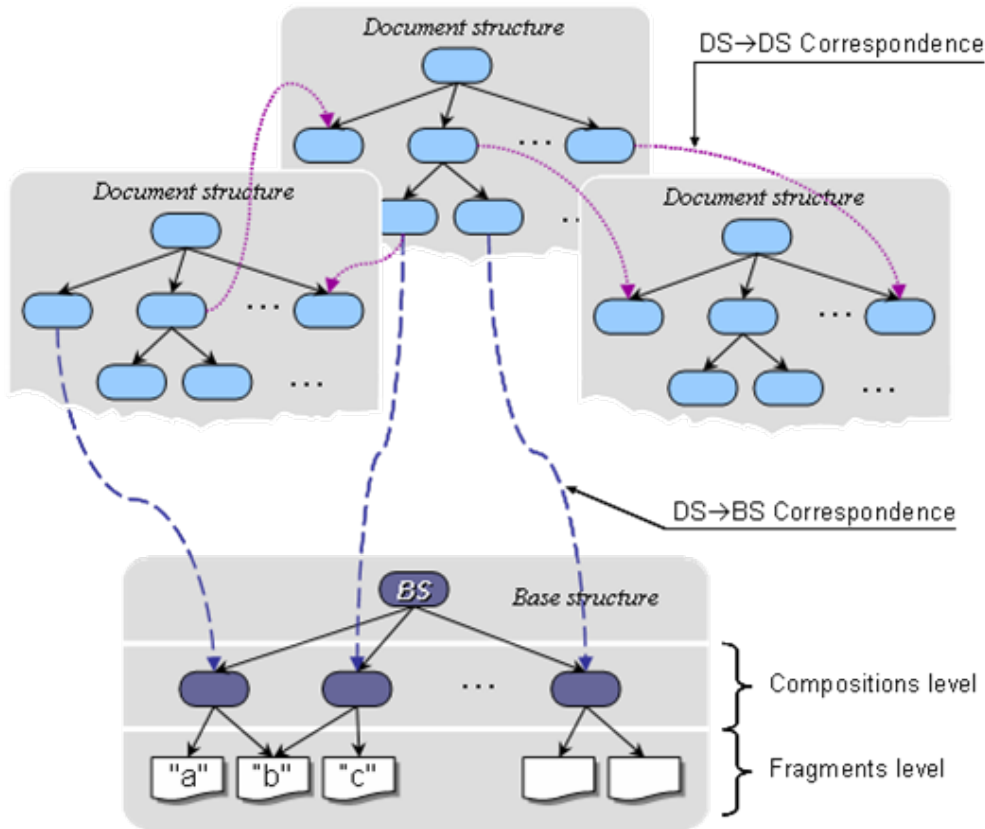 Document structure
DS→DS Correspondence
...
Document structure
Document structure
...
...
...
...
...
DS→BS Correspondence
BS
Base structure
...
Compositions level
"a" "b" "c"
Fragments level